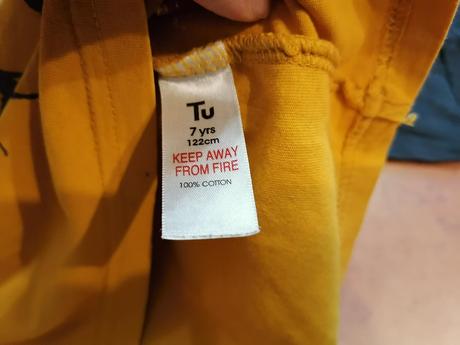 Tu
7 yrs
122cm
KEEP AWAY
FROM FIRE
100% COTTON